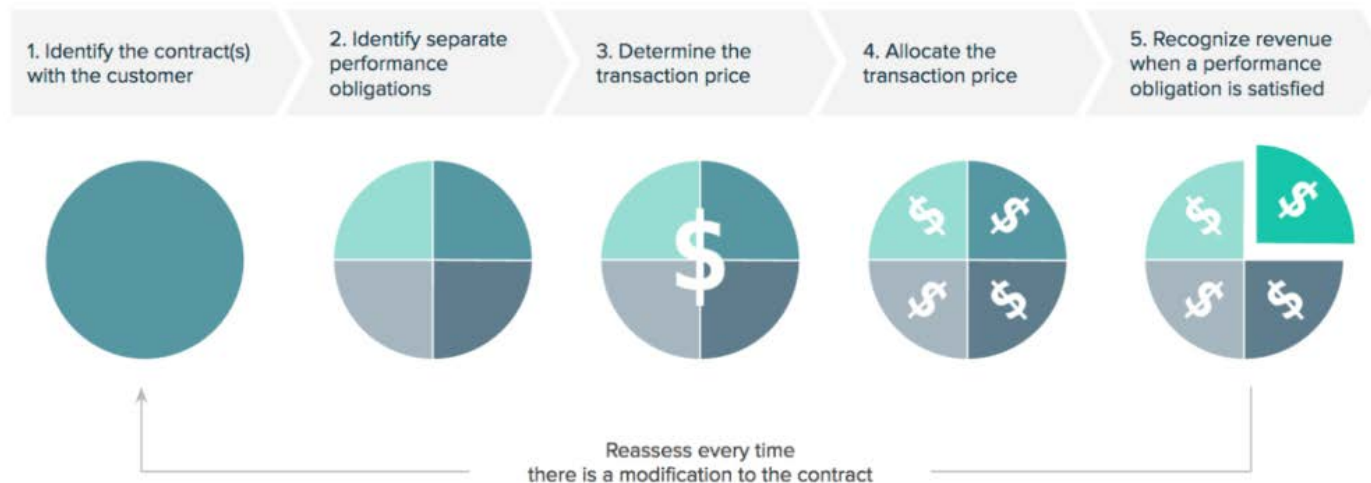 1. Identify the contract(s)
with the customer
2. Identify separate
performance
obligations
3. Determine the
transaction price
4. Allocate the
transaction price
5. Recognize revenue
when a performance
obligation is satisfied
$
$ $
$ $
$ $
$ $
Reassess every time
there is a modification to the contract